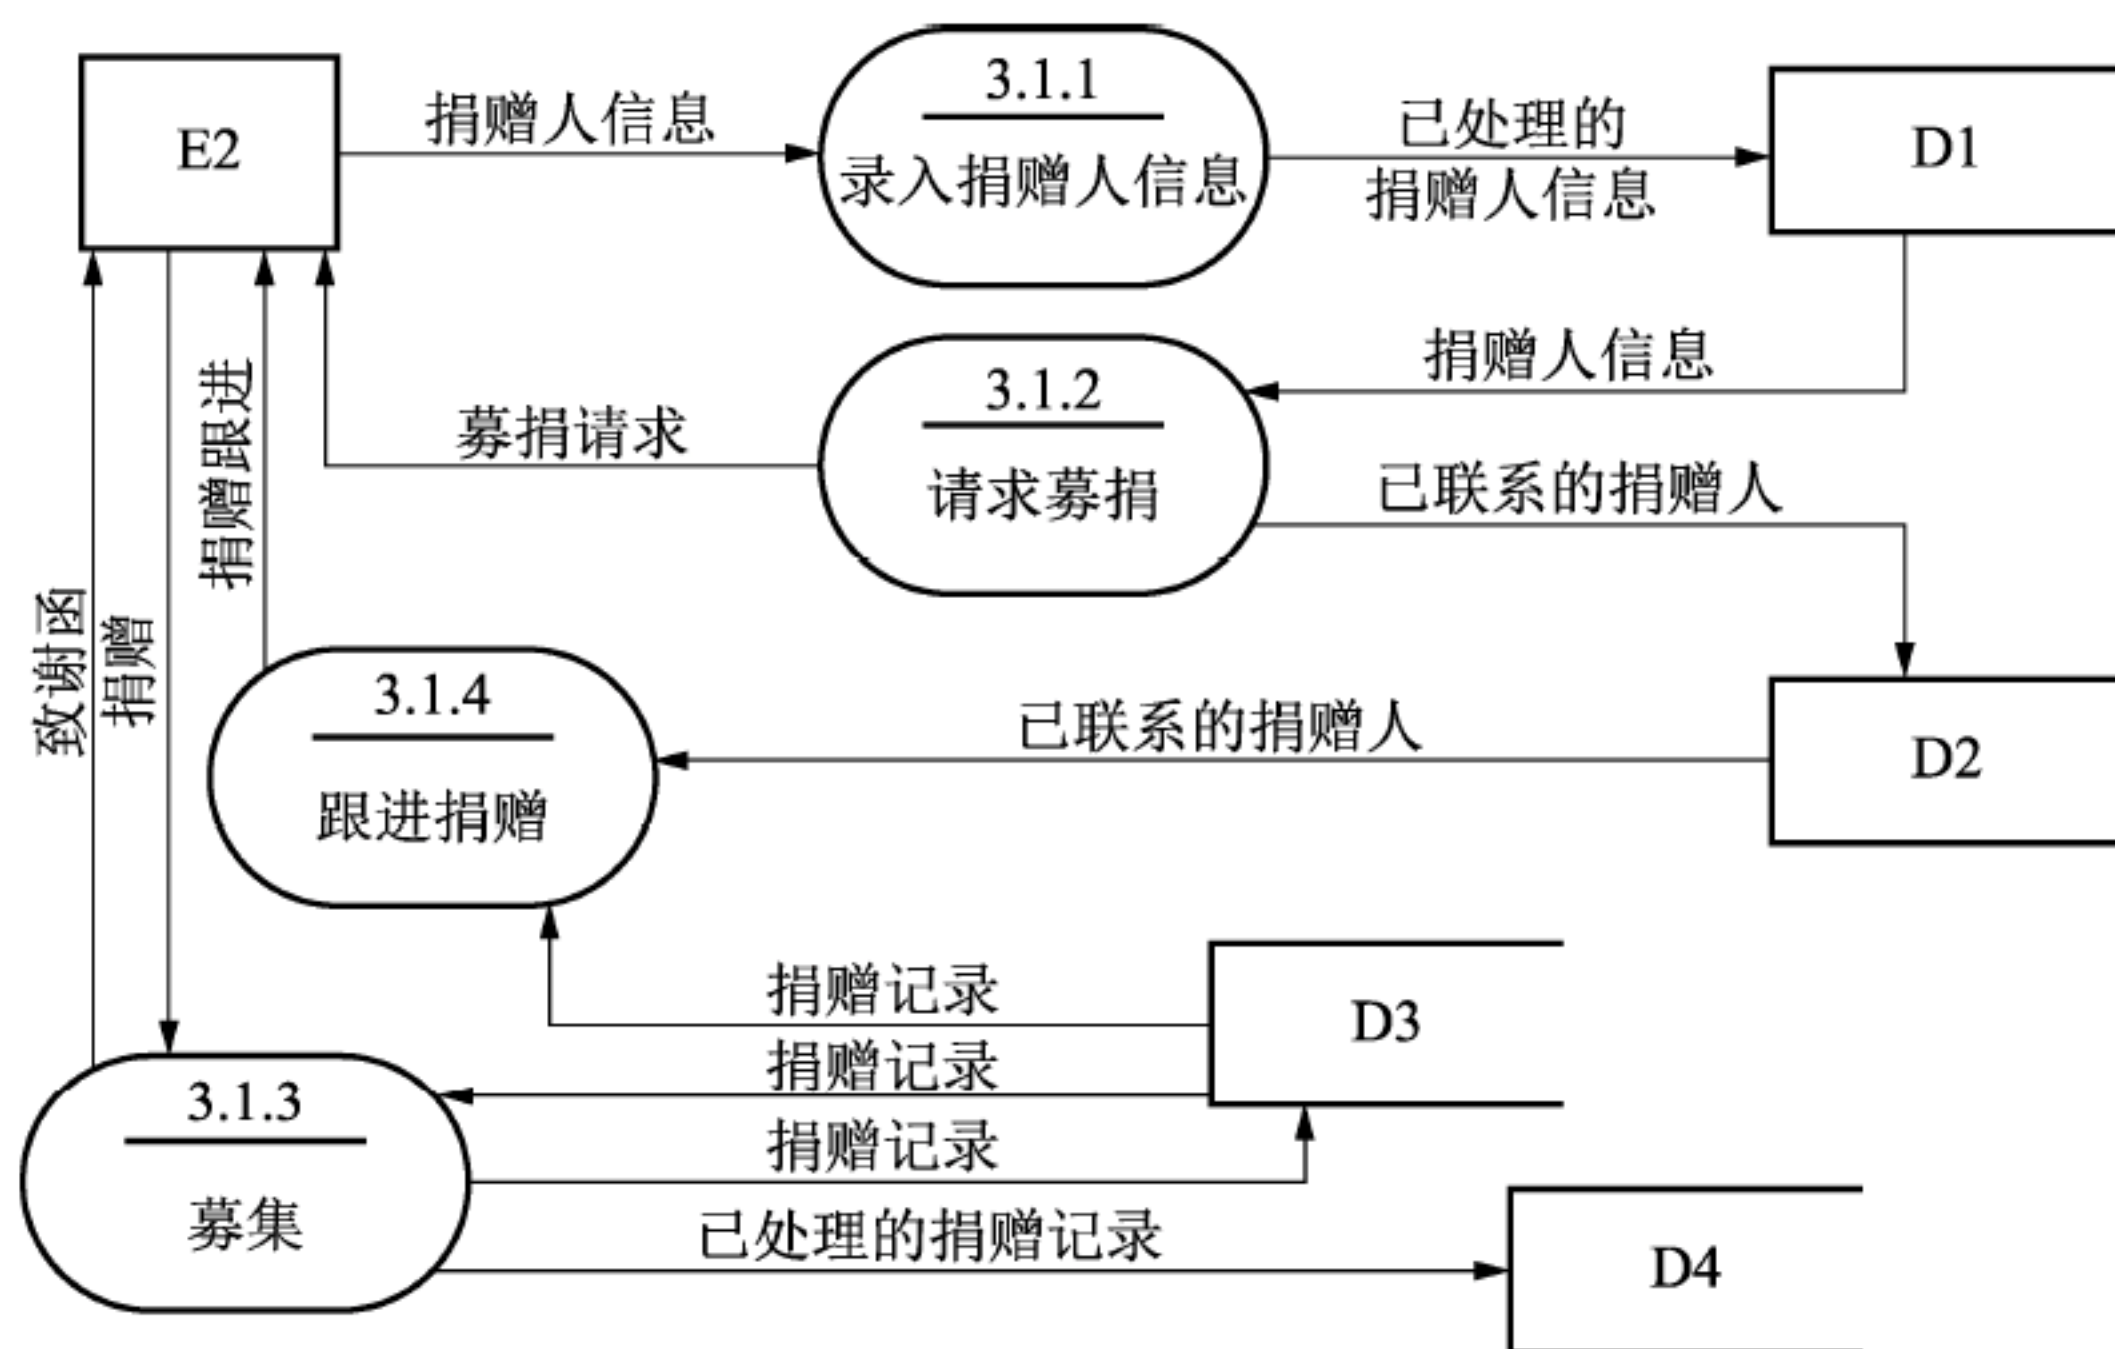 E2
捐赠人信息
3.1.1
录入捐赠人信息
已处理的
捐赠人信息
D1
捐赠人信息
3.1.2
请求募捐
募捐请求
已联系的捐赠人
捐赠跟进
致谢函
捐赠
3.1.4
跟进捐赠
已联系的捐赠人
D2
捐赠记录
D3
捐赠记录
3.1.3
募集
捐赠记录
已处理的捐赠记录
D4